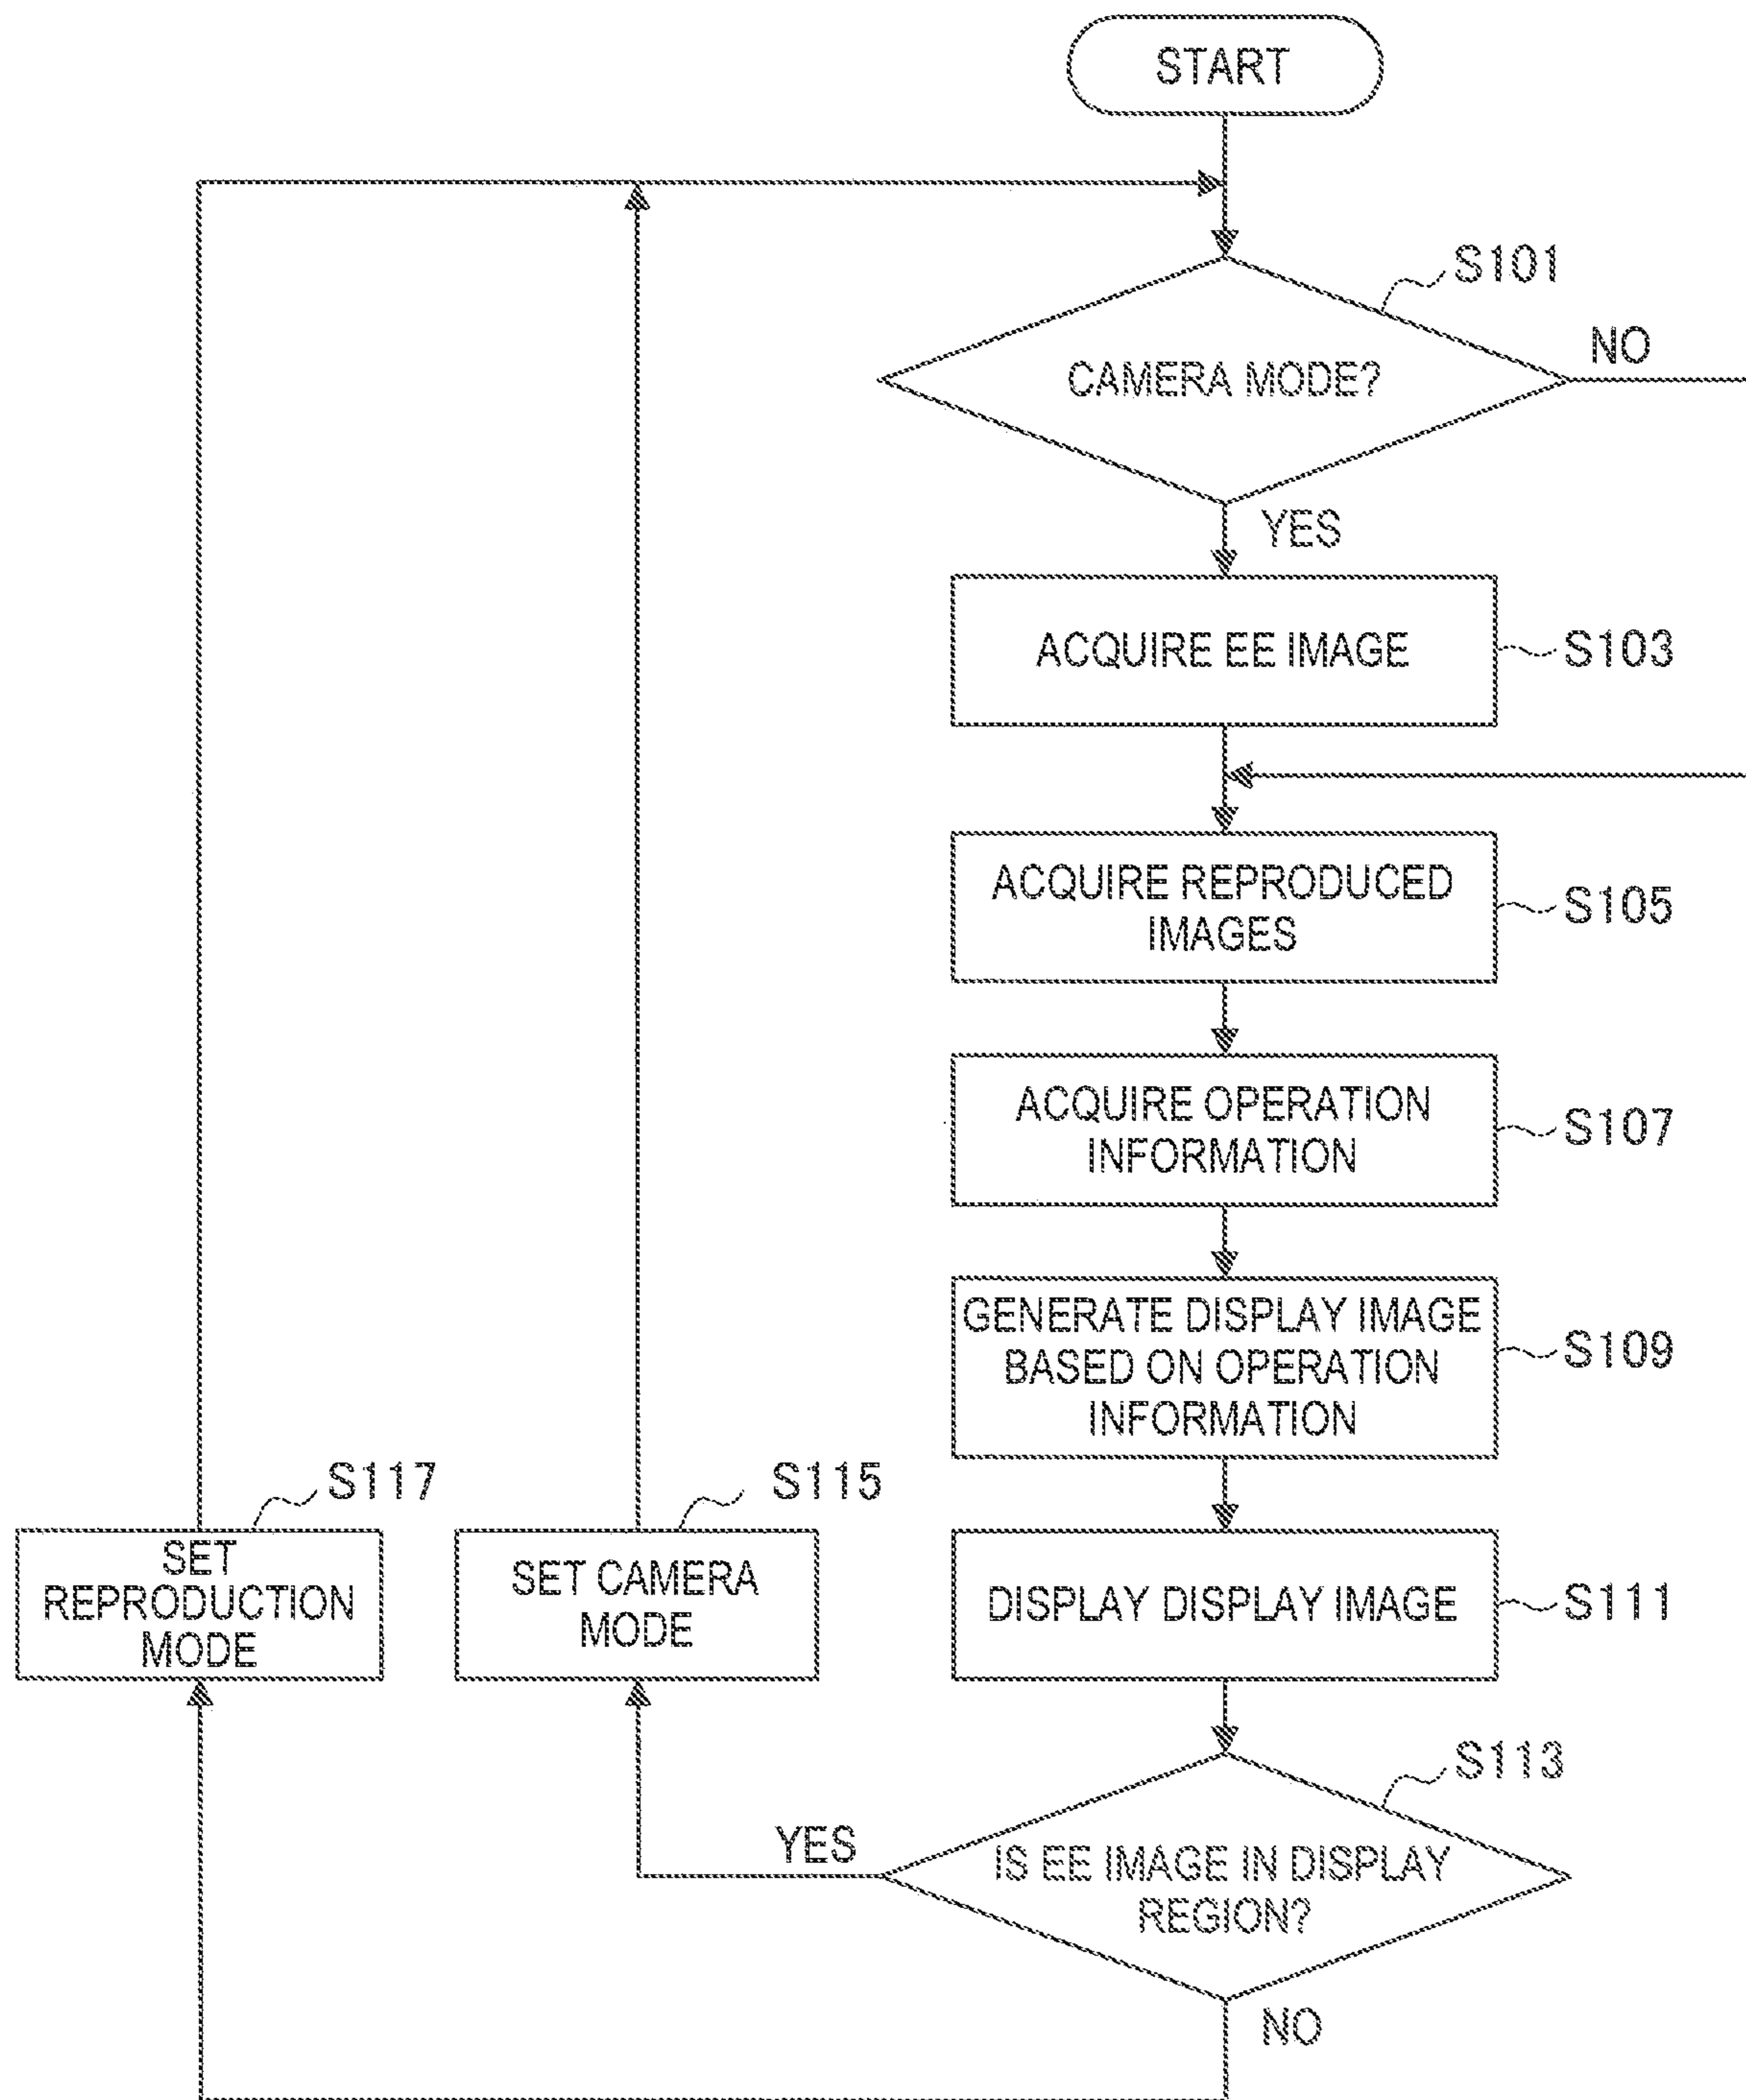 START
S101
CAMERA MODE?
NO
YES
ACQUIRE EE IMAGE
S103
ACQUIRE REPRODUCED
IMAGES
S105
ACQUIRE OPERATION
INFORMATION
S107
GENERATE DISPLAY IMAGE
BASED ON OPERATION
INFORMATION
S109
S117
SET
REPRODUCTION
MODE
S115
SET CAMERA
MODE
DISPLAY DISPLAY IMAGE
S111
S113
YES
IS EE IMAGE IN DISPLAY
REGION?
NO